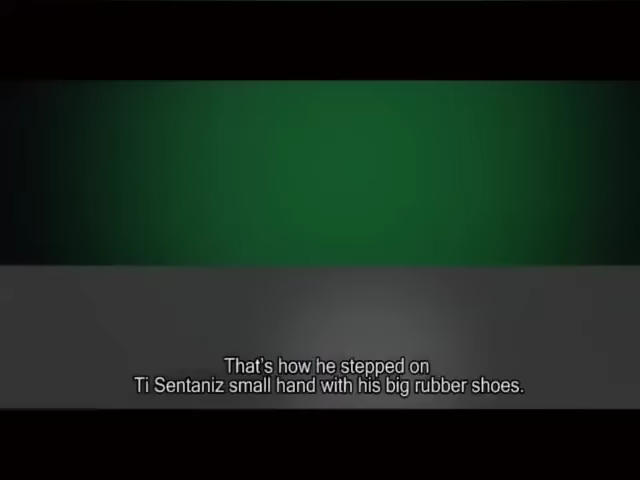 That's how he stepped on
Ti Sentaniz small hand with his big rubber shoes.